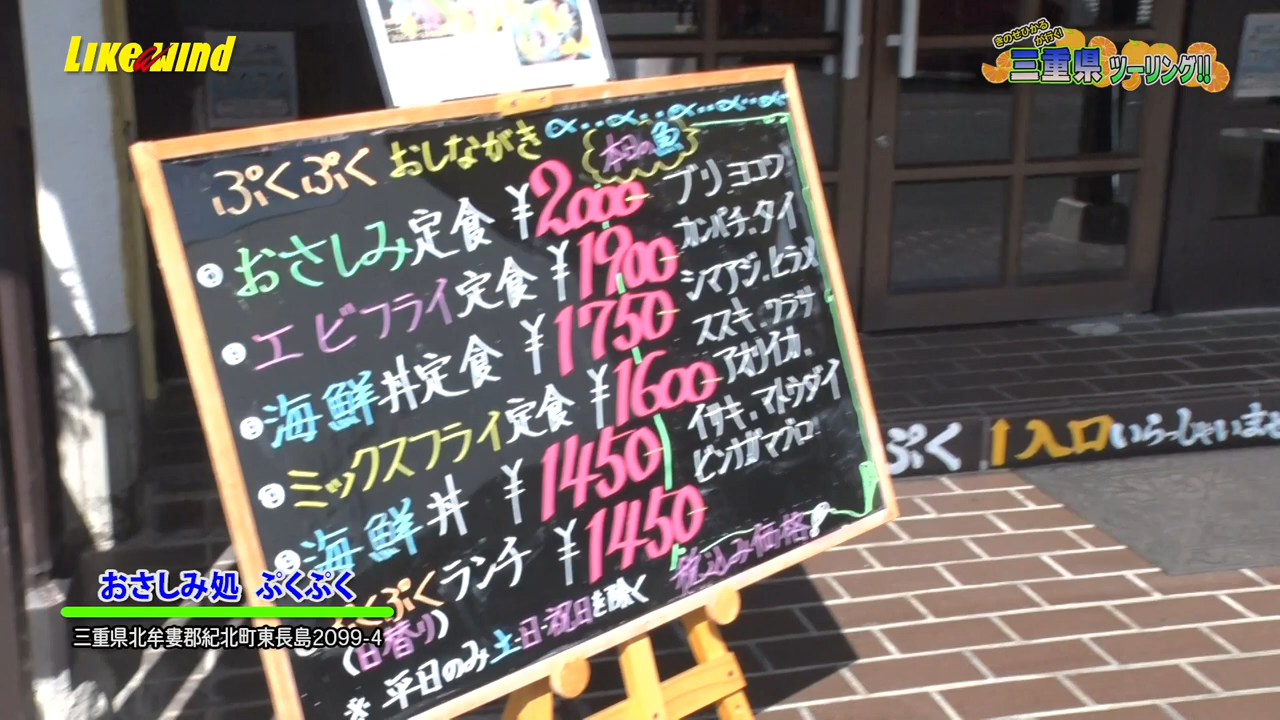 LIKE a WIND
きのせひかる
が行く!
三重県 ツーリング!!
ぷくぷく おしながき
本日の魚
おさしみ定食 ¥2000
エビフライ定食 ¥1900
海鮮丼定食 ¥1750
ミックスフライ定食 ¥1600
海鮮丼 ¥1450
ぷくぷくランチ ¥1450
(日替り)
※平日のみ土・日・祝日を除く
ブリ ヨコワ
カンパチ、タイ
シマアジ、ヒラメ
ススキ、ワラサ
アオリイカ、
イサキ、マトウダイ
ビンガマグロ!
税込み価格!
ぷく
↑入口いらっしゃいませ
おさしみ処 ぷくぷく
三重県北牟婁郡紀北町東長島2099-4